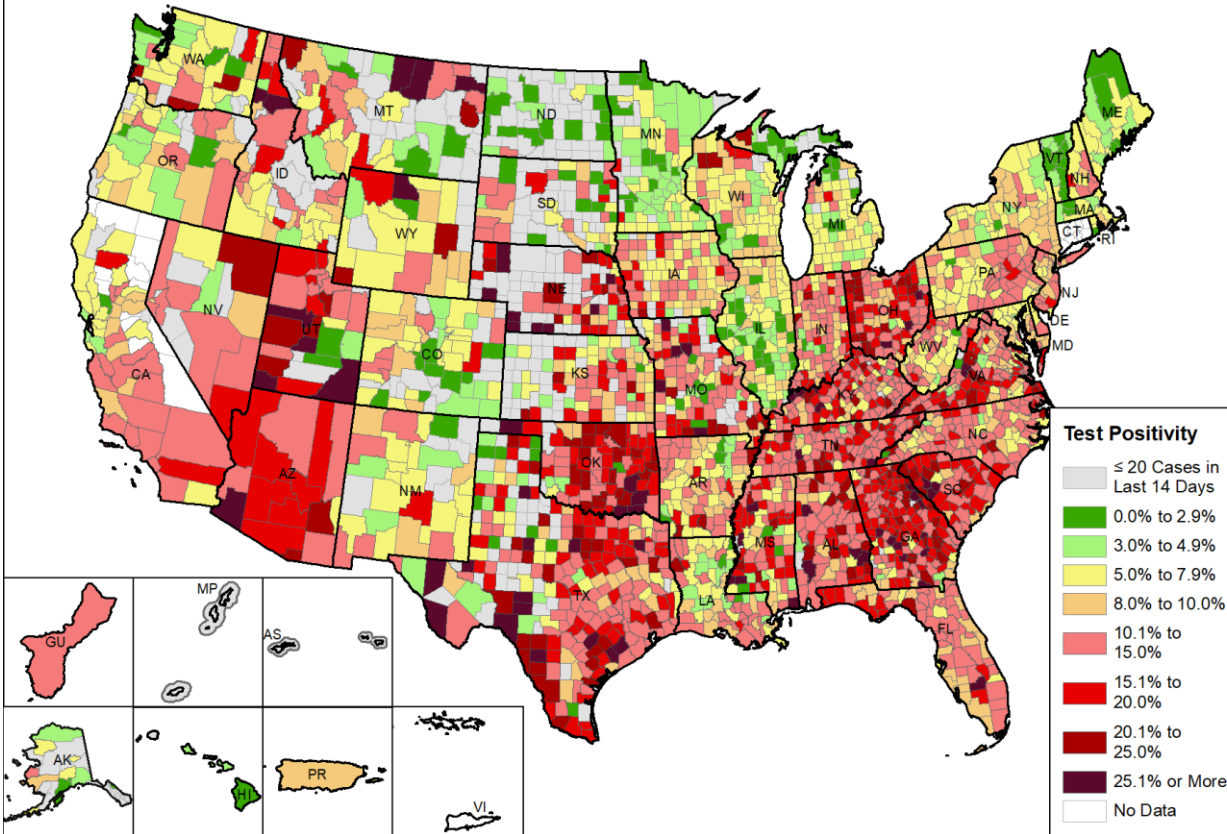 WA
MT
ND
MN
ME
VT
NH
OR
ID
SD
WI
NY
MA
CT
RI
WY
MI
IA
PA
NJ
NE
NV
UT
CO
IL
IN
OH
DE
MD
WV
VA
CA
KS
MO
KY
NC
TN
OK
AZ
NM
AR
SC
MS
AL
GA
TX
LA
FL
GU
MP
AS
AK
HI
PR
VI
Test Positivity
≤ 20 Cases in
Last 14 Days
0.0% to 2.9%
3.0% to 4.9%
5.0% to 7.9%
8.0% to 10.0%
10.1% to
15.0%
15.1% to
20.0%
20.1% to
25.0%
25.1% or More
No Data